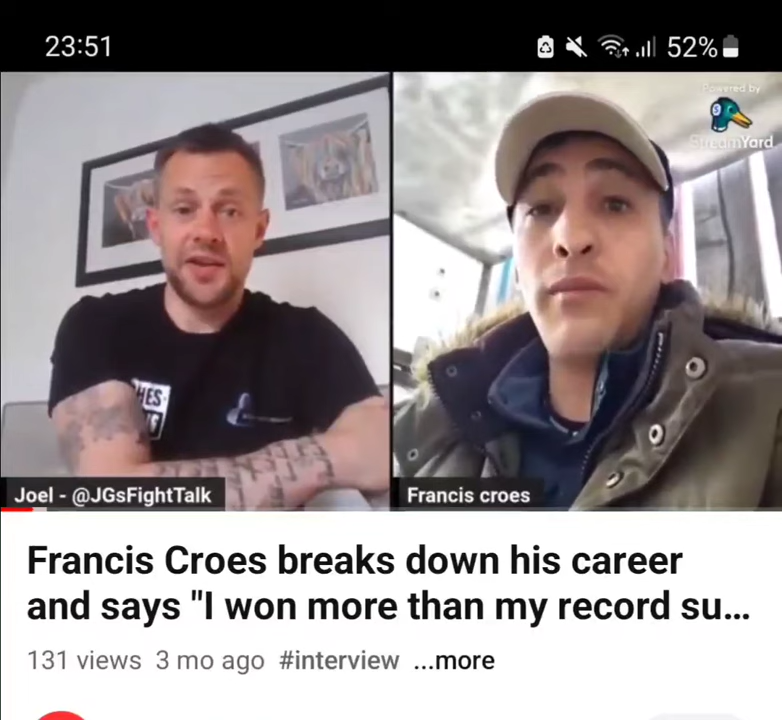 23:51
52%
Powered by
StreamYard
HES
Joel - @JGsFightTalk
Francis croes
Francis Croes breaks down his career
and says "I won more than my record su...
131 views 3 mo ago #interview ...more